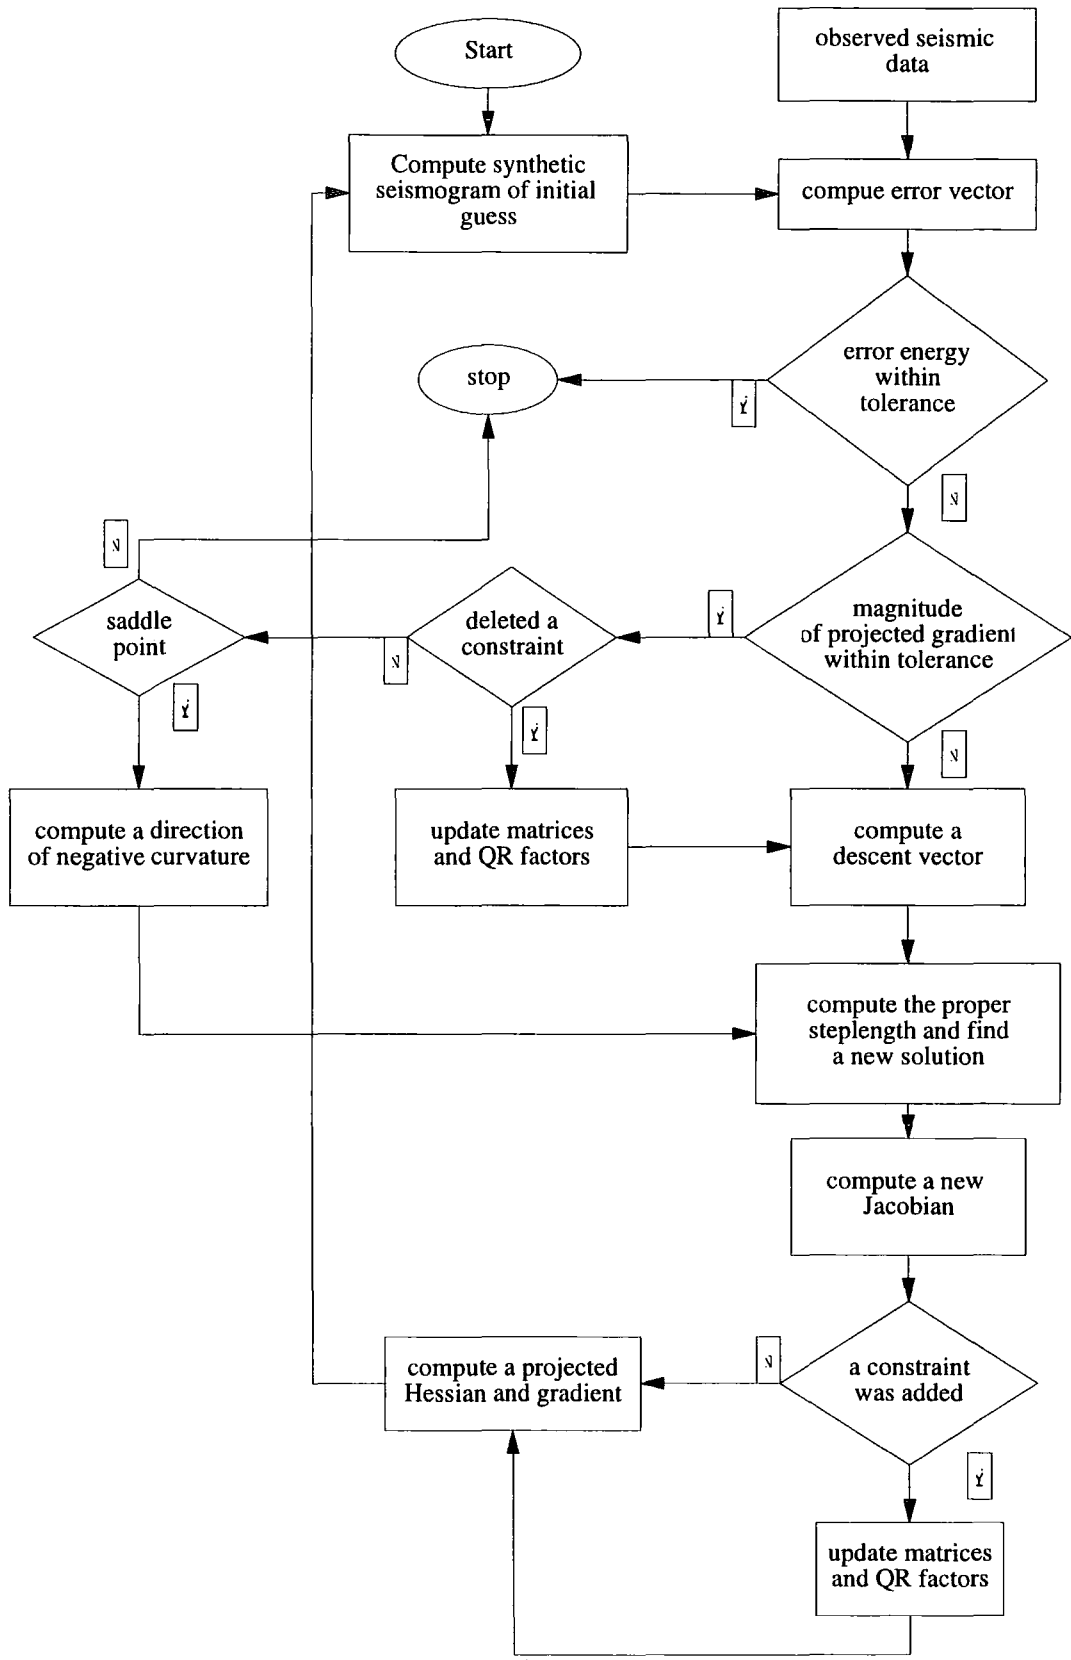 Start
observed seismic
data
Compute synthetic
seismogram of initial
guess
compue error vector
error energy
within
tolerance
stop
Y
N
N
saddle
point
deleted a
constraint
Y
magnitude
of projected gradient
within tolerance
N
Y
Y
N
compute a direction
of negative curvature
update matrices
and QR factors
compute a
descent vector
compute the proper
steplength and find
a new solution
compute a new
Jacobian
compute a projected
Hessian and gradient
N
a constraint
was added
Y
update matrices
and QR factors